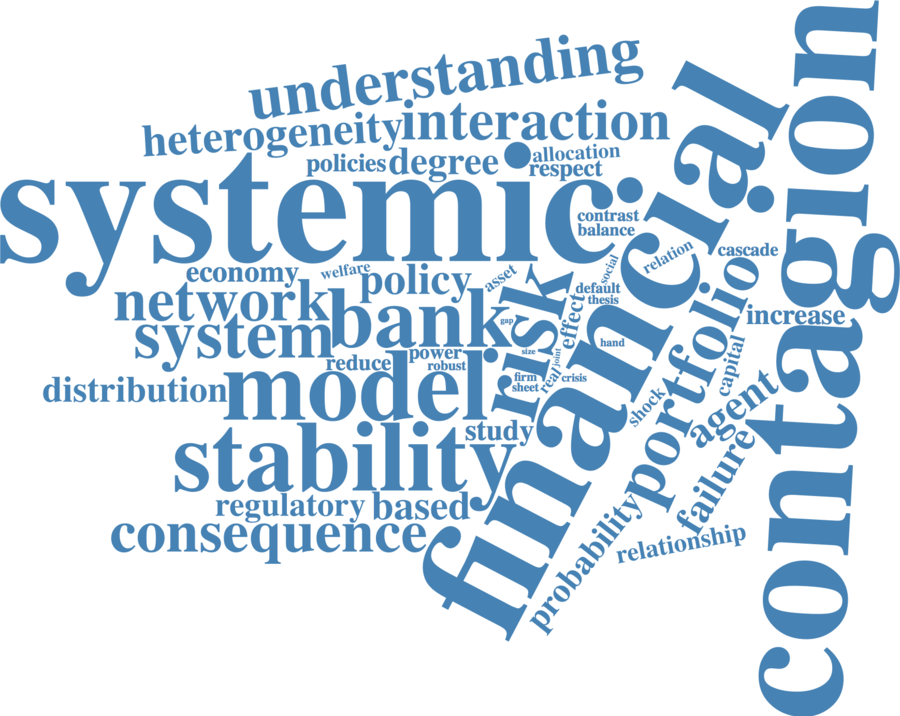 understanding
heterogeneity
interaction
policies
degree
allocation
respect
systemic
contrast
balance
financial
contagion
economy
welfare
policy
asset
social
relation
cascade
network
bank
risk
default
thesis
effect
gap
system
size
joint
hand
portfolio
increase
reduce
power
robust
real
firm
sheet
crisis
distribution
model
shock
capital
agent
stability
study
failure
regulatory
based
consequence
probability
relationship